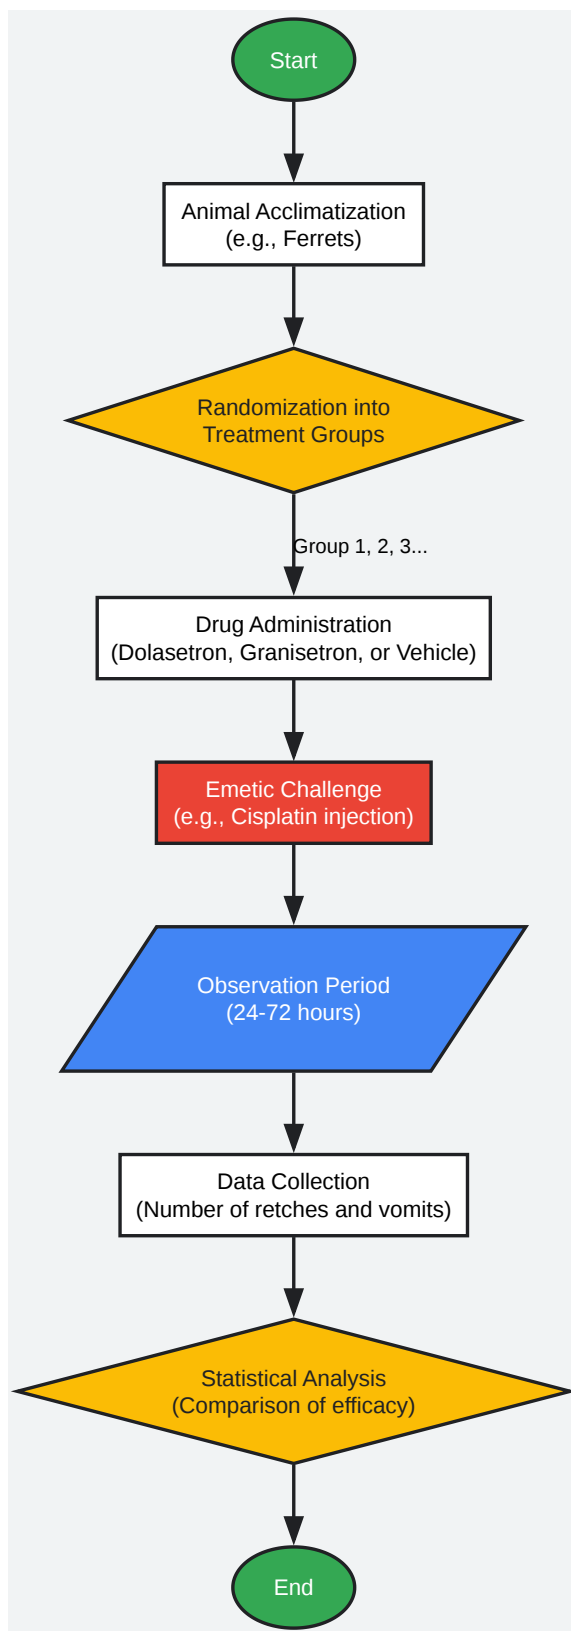 Start
Animal Acclimatization
(e.g., Ferrets)
Randomization into
Treatment Groups
Group 1, 2, 3...
Drug Administration
(Dolasetron, Granisetron, or Vehicle)
Emetic Challenge
(e.g., Cisplatin injection)
Observation Period
(24-72 hours)
Data Collection
(Number of retches and vomits)
Statistical Analysis
(Comparison of efficacy)
End